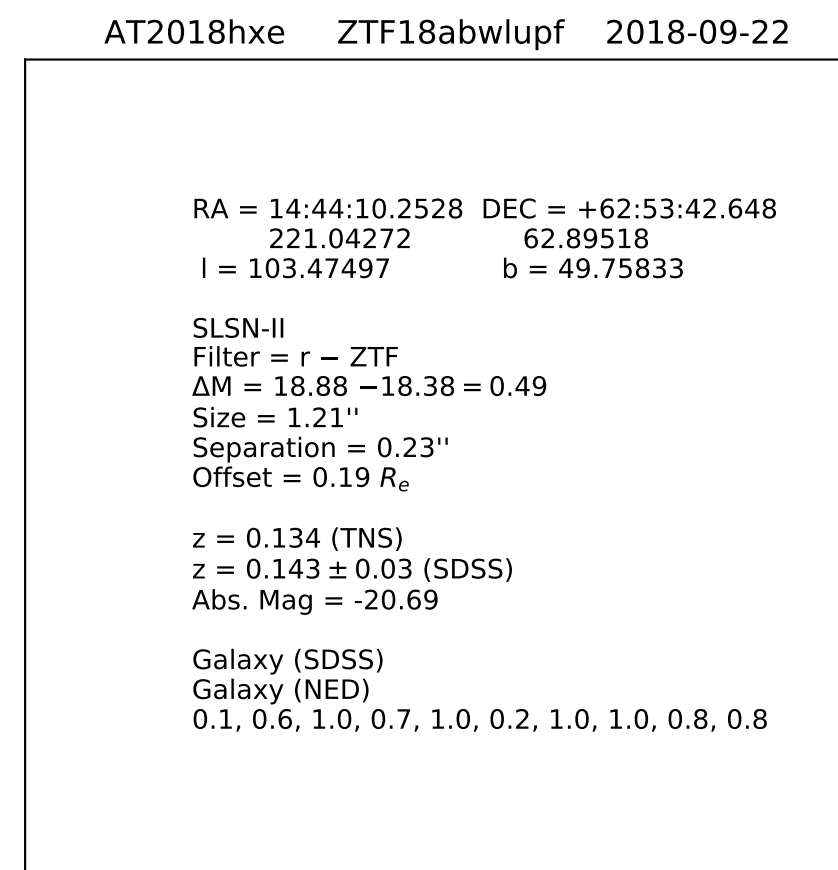 AT2018hxe ZTF18abwlupf 2018-09-22
RA = 14:44:10.2528 DEC = +62:53:42.648
221.04272 62.89518
l = 103.47497 b = 49.75833
SLSN-II
Filter = r − ZTF
ΔM = 18.88 −18.38 = 0.49
Size = 1.21''
Separation = 0.23''
Offset = 0.19 Re
z = 0.134 (TNS)
z = 0.143 ± 0.03 (SDSS)
Abs. Mag = -20.69
Galaxy (SDSS)
Galaxy (NED)
0.1, 0.6, 1.0, 0.7, 1.0, 0.2, 1.0, 1.0, 0.8, 0.8